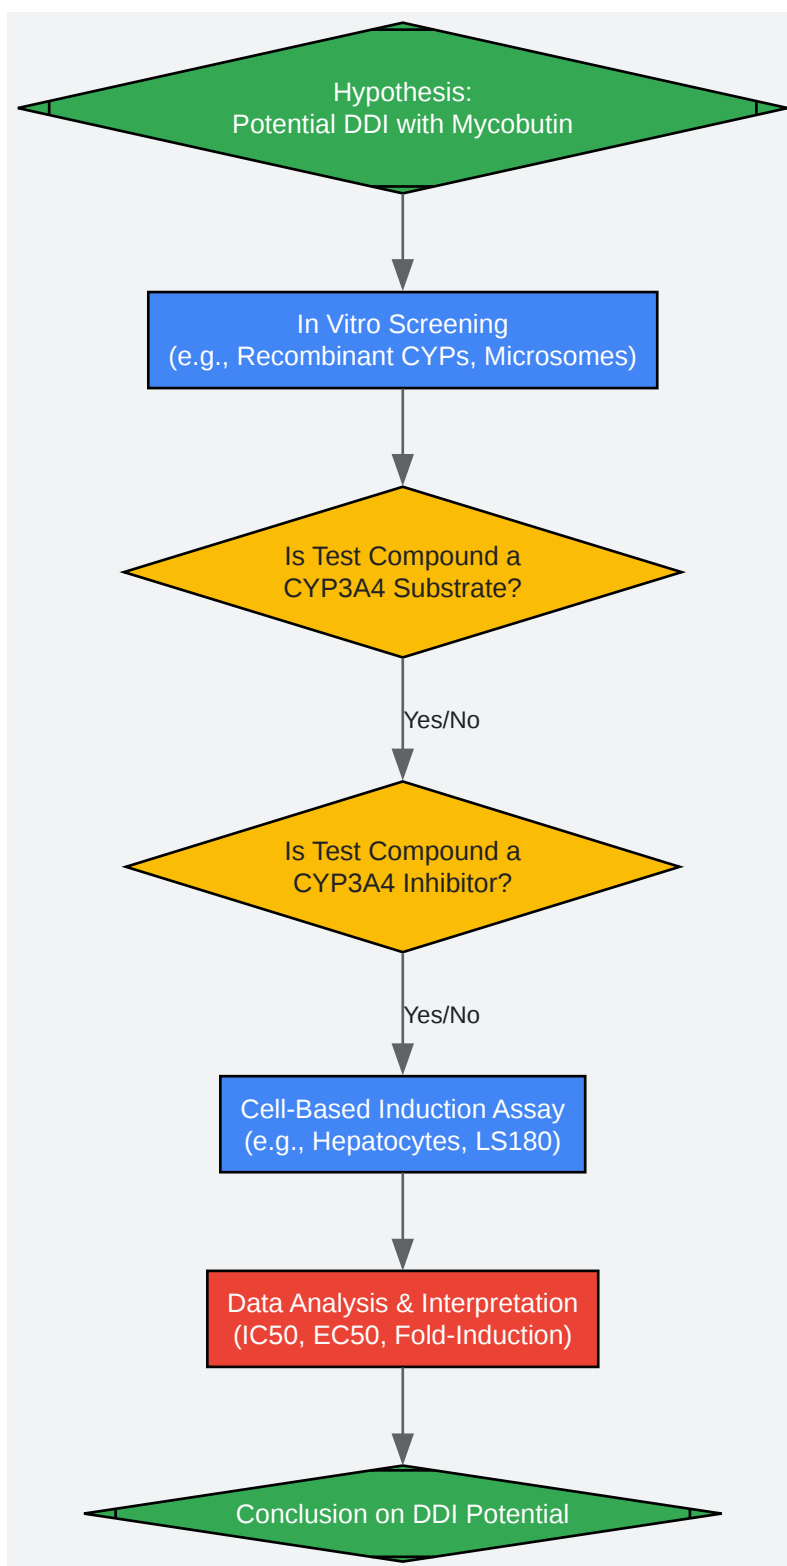 Hypothesis:
Potential DDI with Mycobutin
In Vitro Screening
(e.g., Recombinant CYPs, Microsomes)
Is Test Compound a
CYP3A4 Substrate?
Yes/No
Is Test Compound a
CYP3A4 Inhibitor?
Yes/No
Cell-Based Induction Assay
(e.g., Hepatocytes, LS180)
Data Analysis & Interpretation
(IC50, EC50, Fold-Induction)
Conclusion on DDI Potential